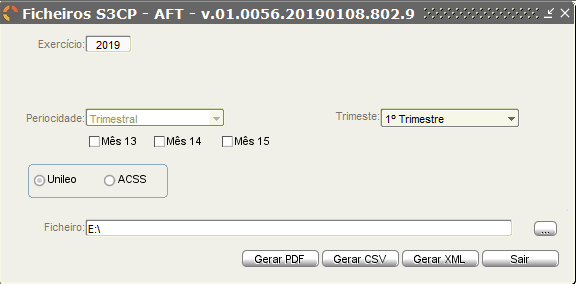 Ficheiros S3CP - AFT - v.01.0056.20190108.802.9
Exercício: 2019
Periocidade: Trimestral Trimeste: 1º Trimestre
Mês 13 Mês 14 Mês 15
Unileo ACSS
Ficheiro: E:\ ...
Gerar PDF Gerar CSV Gerar XML Sair